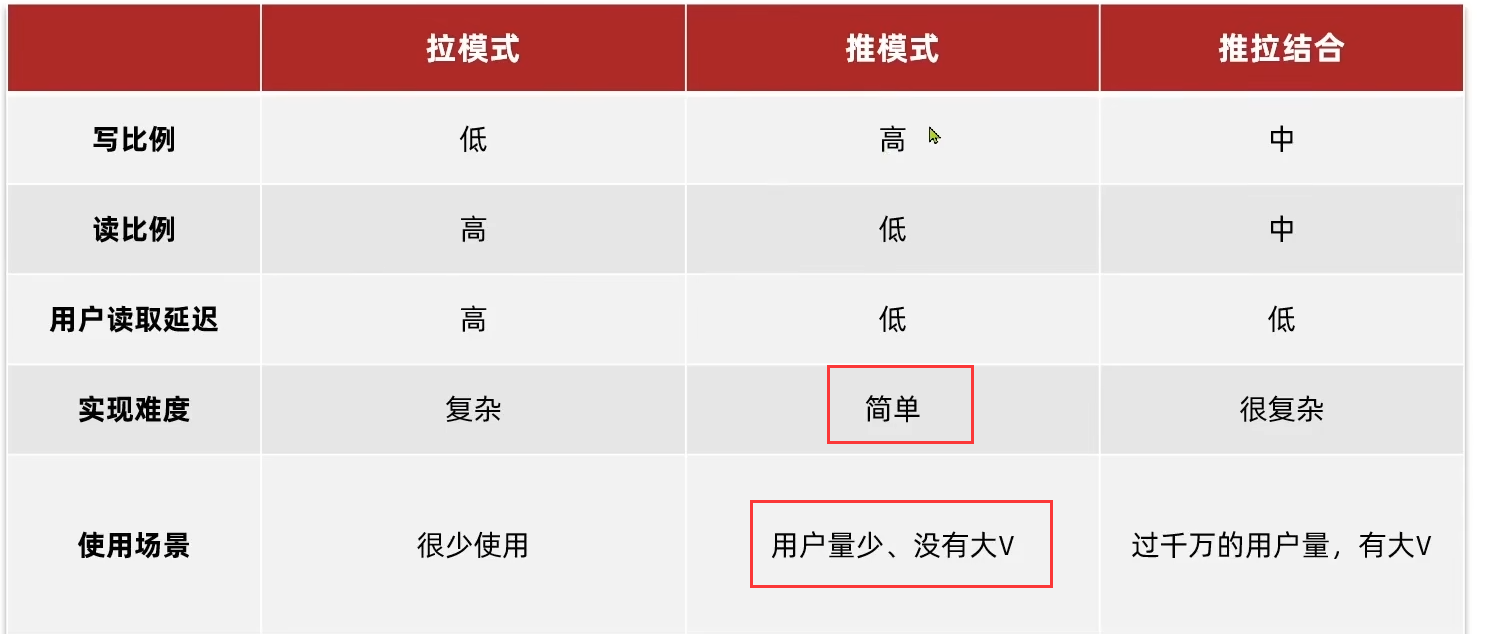 拉模式 推模式 推拉结合
写比例 低 高 中
读比例 高 低 中
用户读取延迟 高 低 低
实现难度 复杂 简单 很复杂
使用场景 很少使用 用户量少、没有大V 过千万的用户量，有大V